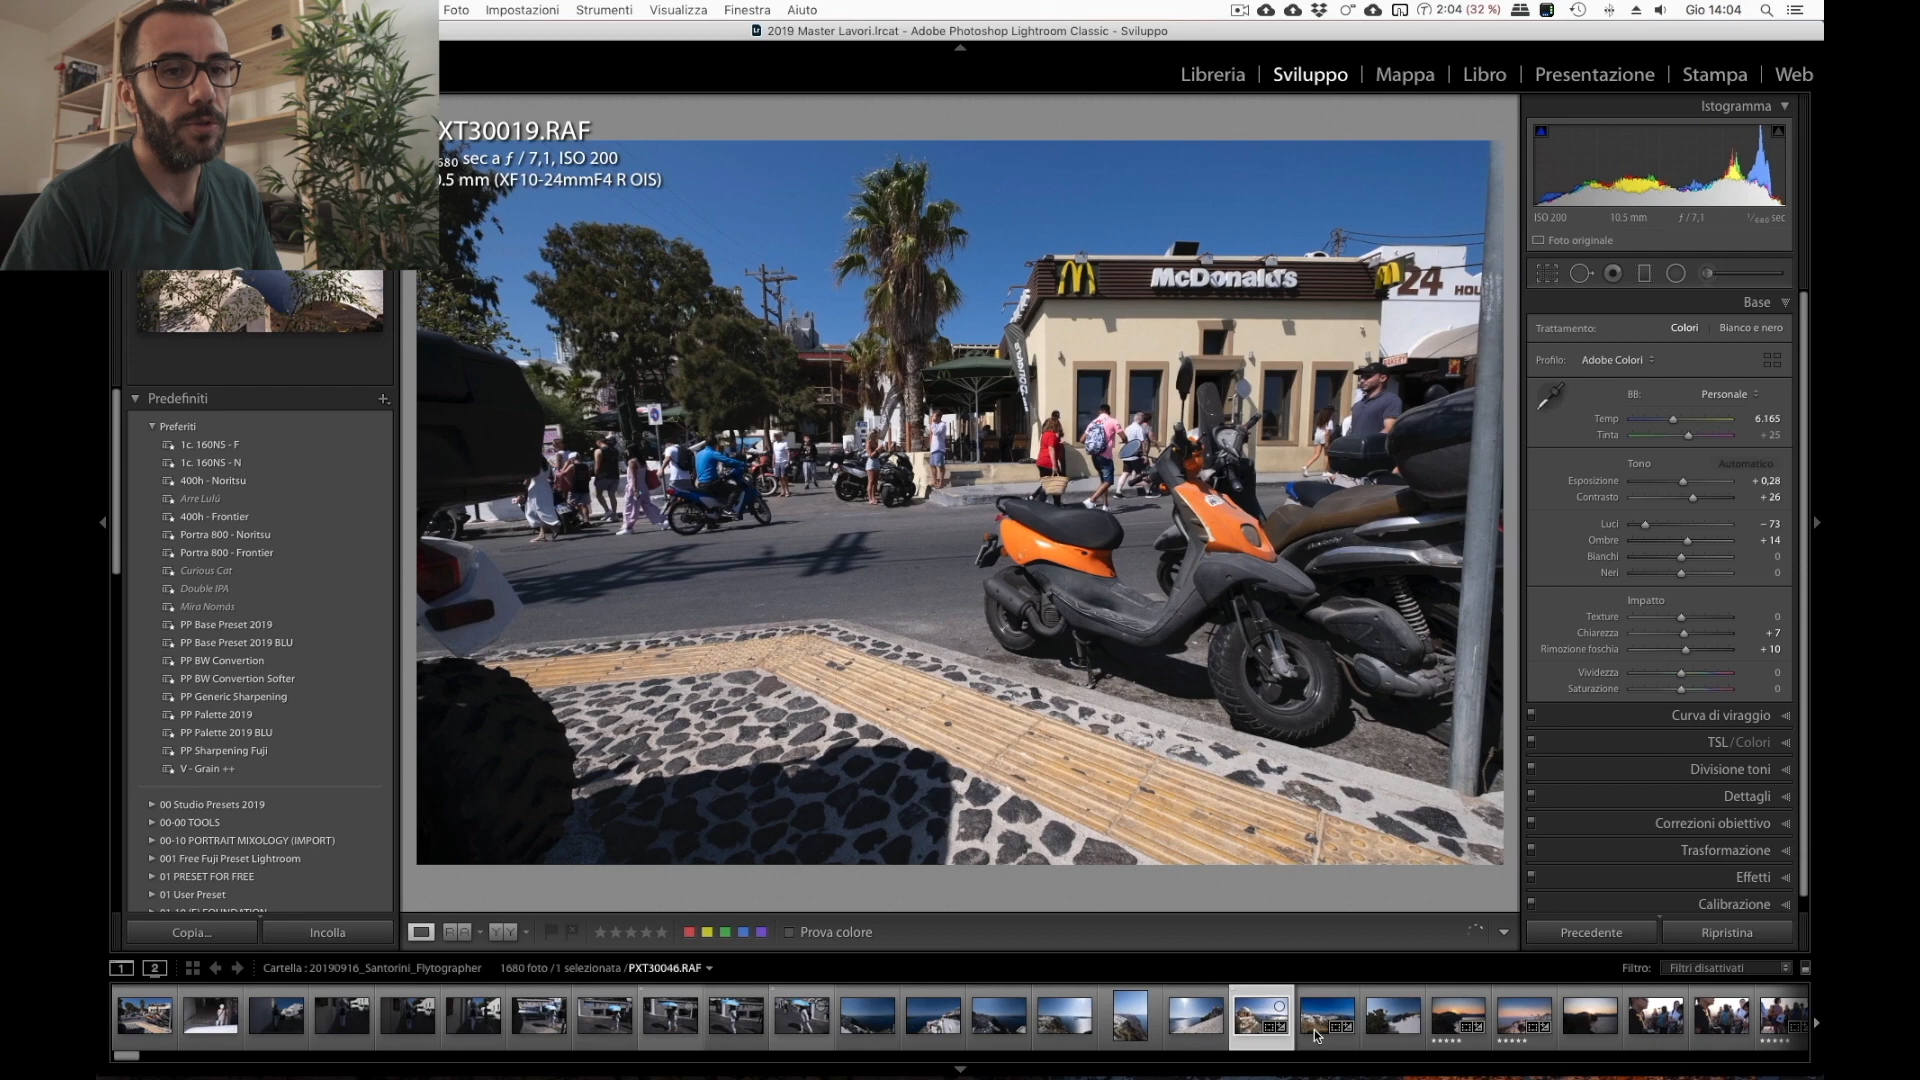 Foto Impostazioni Strumenti Visualizza Finestra Aiuto
2:04 (32 %) Gio 14:04
2019 Master Lavori.lrcat - Adobe Photoshop Lightroom Classic - Sviluppo
Libreria | Sviluppo | Mappa | Libro | Presentazione | Stampa | Web
XT30019.RAF
680 sec a ƒ / 7,1, ISO 200
.5 mm (XF10-24mmF4 R OIS)
McDonald's
24 HOU
Predefiniti
Preferiti
1c. 160NS - F
1c. 160NS - N
400h - Noritsu
Arre Lulú
400h - Frontier
Portra 800 - Noritsu
Portra 800 - Frontier
Curious Cat
Double IPA
Mira Nomás
PP Base Preset 2019
PP Base Preset 2019 BLU
PP BW Convertion
PP BW Convertion Softer
PP Generic Sharpening
PP Palette 2019
PP Palette 2019 BLU
PP Sharpening Fuji
V - Grain ++
00 Studio Presets 2019
00-00 TOOLS
00-10 PORTRAIT MIXOLOGY (IMPORT)
001 Free Fuji Preset Lightroom
01 PRESET FOR FREE
01 User Preset
Copia... Incolla
Istogramma
ISO 200 10.5 mm ƒ / 7,1 1/680 sec
Foto originale
Base
Trattamento: Colori Bianco e nero
Profilo: Adobe Colori
BB: Personale
Temp 6.165
Tinta + 25
Tono Automatico
Esposizione + 0,28
Contrasto + 26
Luci – 73
Ombre + 14
Bianchi 0
Neri 0
Impatto
Texture 0
Chiarezza + 7
Rimozione foschia + 10
Vividezza 0
Saturazione 0
Curva di viraggio
TSL / Colori
Divisione toni
Dettagli
Correzioni obiettivo
Trasformazione
Effetti
Calibrazione
Precedente Ripristina
RA YY Prova colore
1 2 Cartella : 20190916_Santorini_Flytographer 1680 foto /1 selezionata /PXT30046.RAF
Filtro: Filtri disattivati